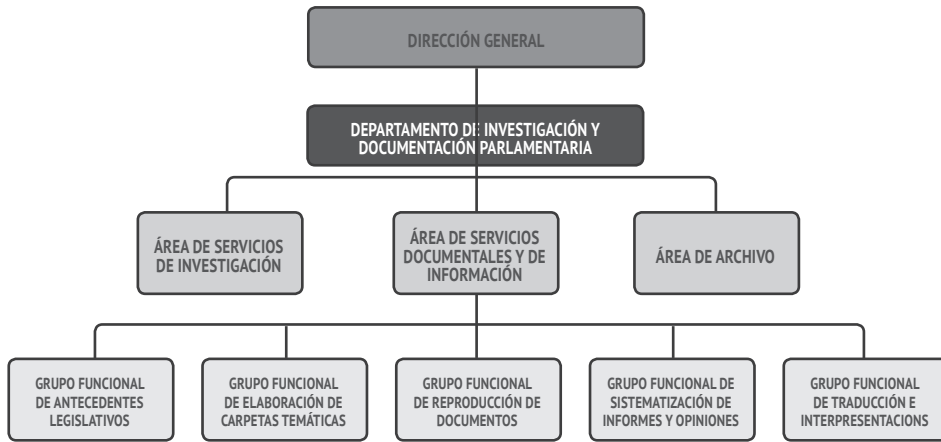 DIRECCIÓN GENERAL
DEPARTAMENTO DE INVESTIGACIÓN Y
DOCUMENTACIÓN PARLAMENTARIA
ÁREA DE SERVICIOS
DE INVESTIGACIÓN
ÁREA DE SERVICIOS
DOCUMENTALES Y DE
INFORMACIÓN
ÁREA DE ARCHIVO
GRUPO FUNCIONAL
DE ANTECEDENTES
LEGISLATIVOS
GRUPO FUNCIONAL
DE ELABORACIÓN DE
CARPETAS TEMÁTICAS
GRUPO FUNCIONAL
DE REPRODUCCIÓN DE
DOCUMENTOS
GRUPO FUNCIONAL DE
SISTEMATIZACIÓN DE
INFORMES Y OPINIONES
GRUPO FUNCIONAL
DE TRADUCCIÓN E
INTERPRESENTACIONS